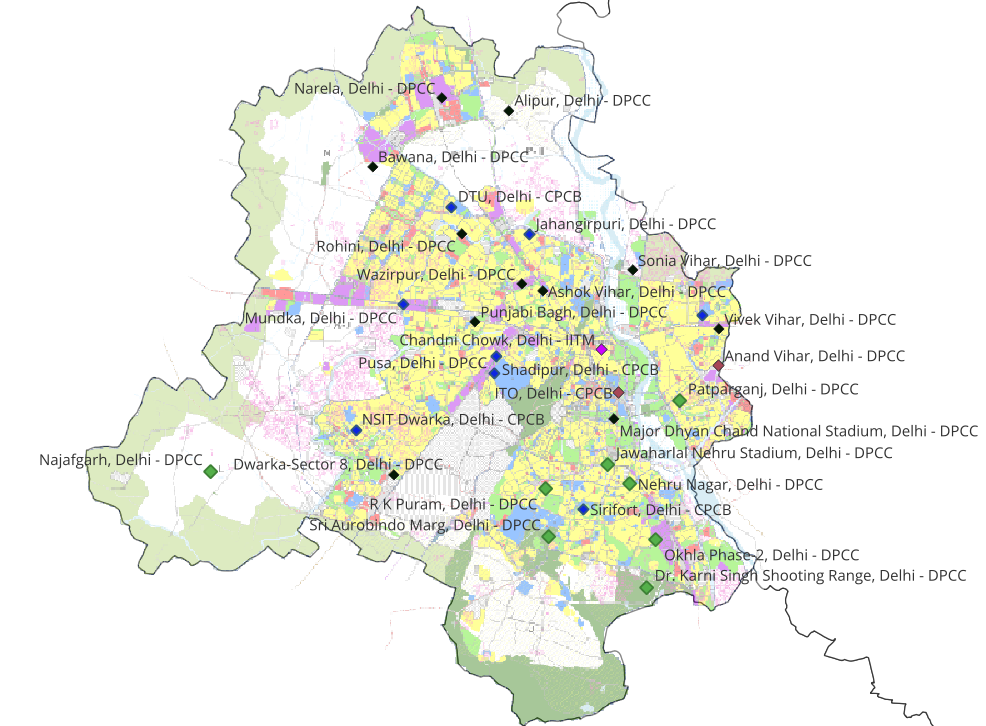 Narela, Delhi - DPCC
Alipur, Delhi - DPCC
Bawana, Delhi - DPCC
DTU, Delhi - CPCB
Jahangirpuri, Delhi - DPCC
Rohini, Delhi - DPCC
Sonia Vihar, Delhi - DPCC
Wazirpur, Delhi - DPCC
Ashok Vihar, Delhi - DPCC
Mundka, Delhi - DPCC
Punjabi Bagh, Delhi - DPCC
Vivek Vihar, Delhi - DPCC
Chandni Chowk, Delhi - IITM
Anand Vihar, Delhi - DPCC
Pusa, Delhi - DPCC
Shadipur, Delhi - CPCB
Patparganj, Delhi - DPCC
ITO, Delhi - CPCB
NSIT Dwarka, Delhi - CPCB
Major Dhyan Chand National Stadium, Delhi - DPCC
Jawaharlal Nehru Stadium, Delhi - DPCC
Najafgarh, Delhi - DPCC
Dwarka-Sector 8, Delhi - DPCC
Nehru Nagar, Delhi - DPCC
R K Puram, Delhi - DPCC
Sirifort, Delhi - CPCB
Sri Aurobindo Marg, Delhi - DPCC
Okhla Phase-2, Delhi - DPCC
Dr. Karni Singh Shooting Range, Delhi - DPCC